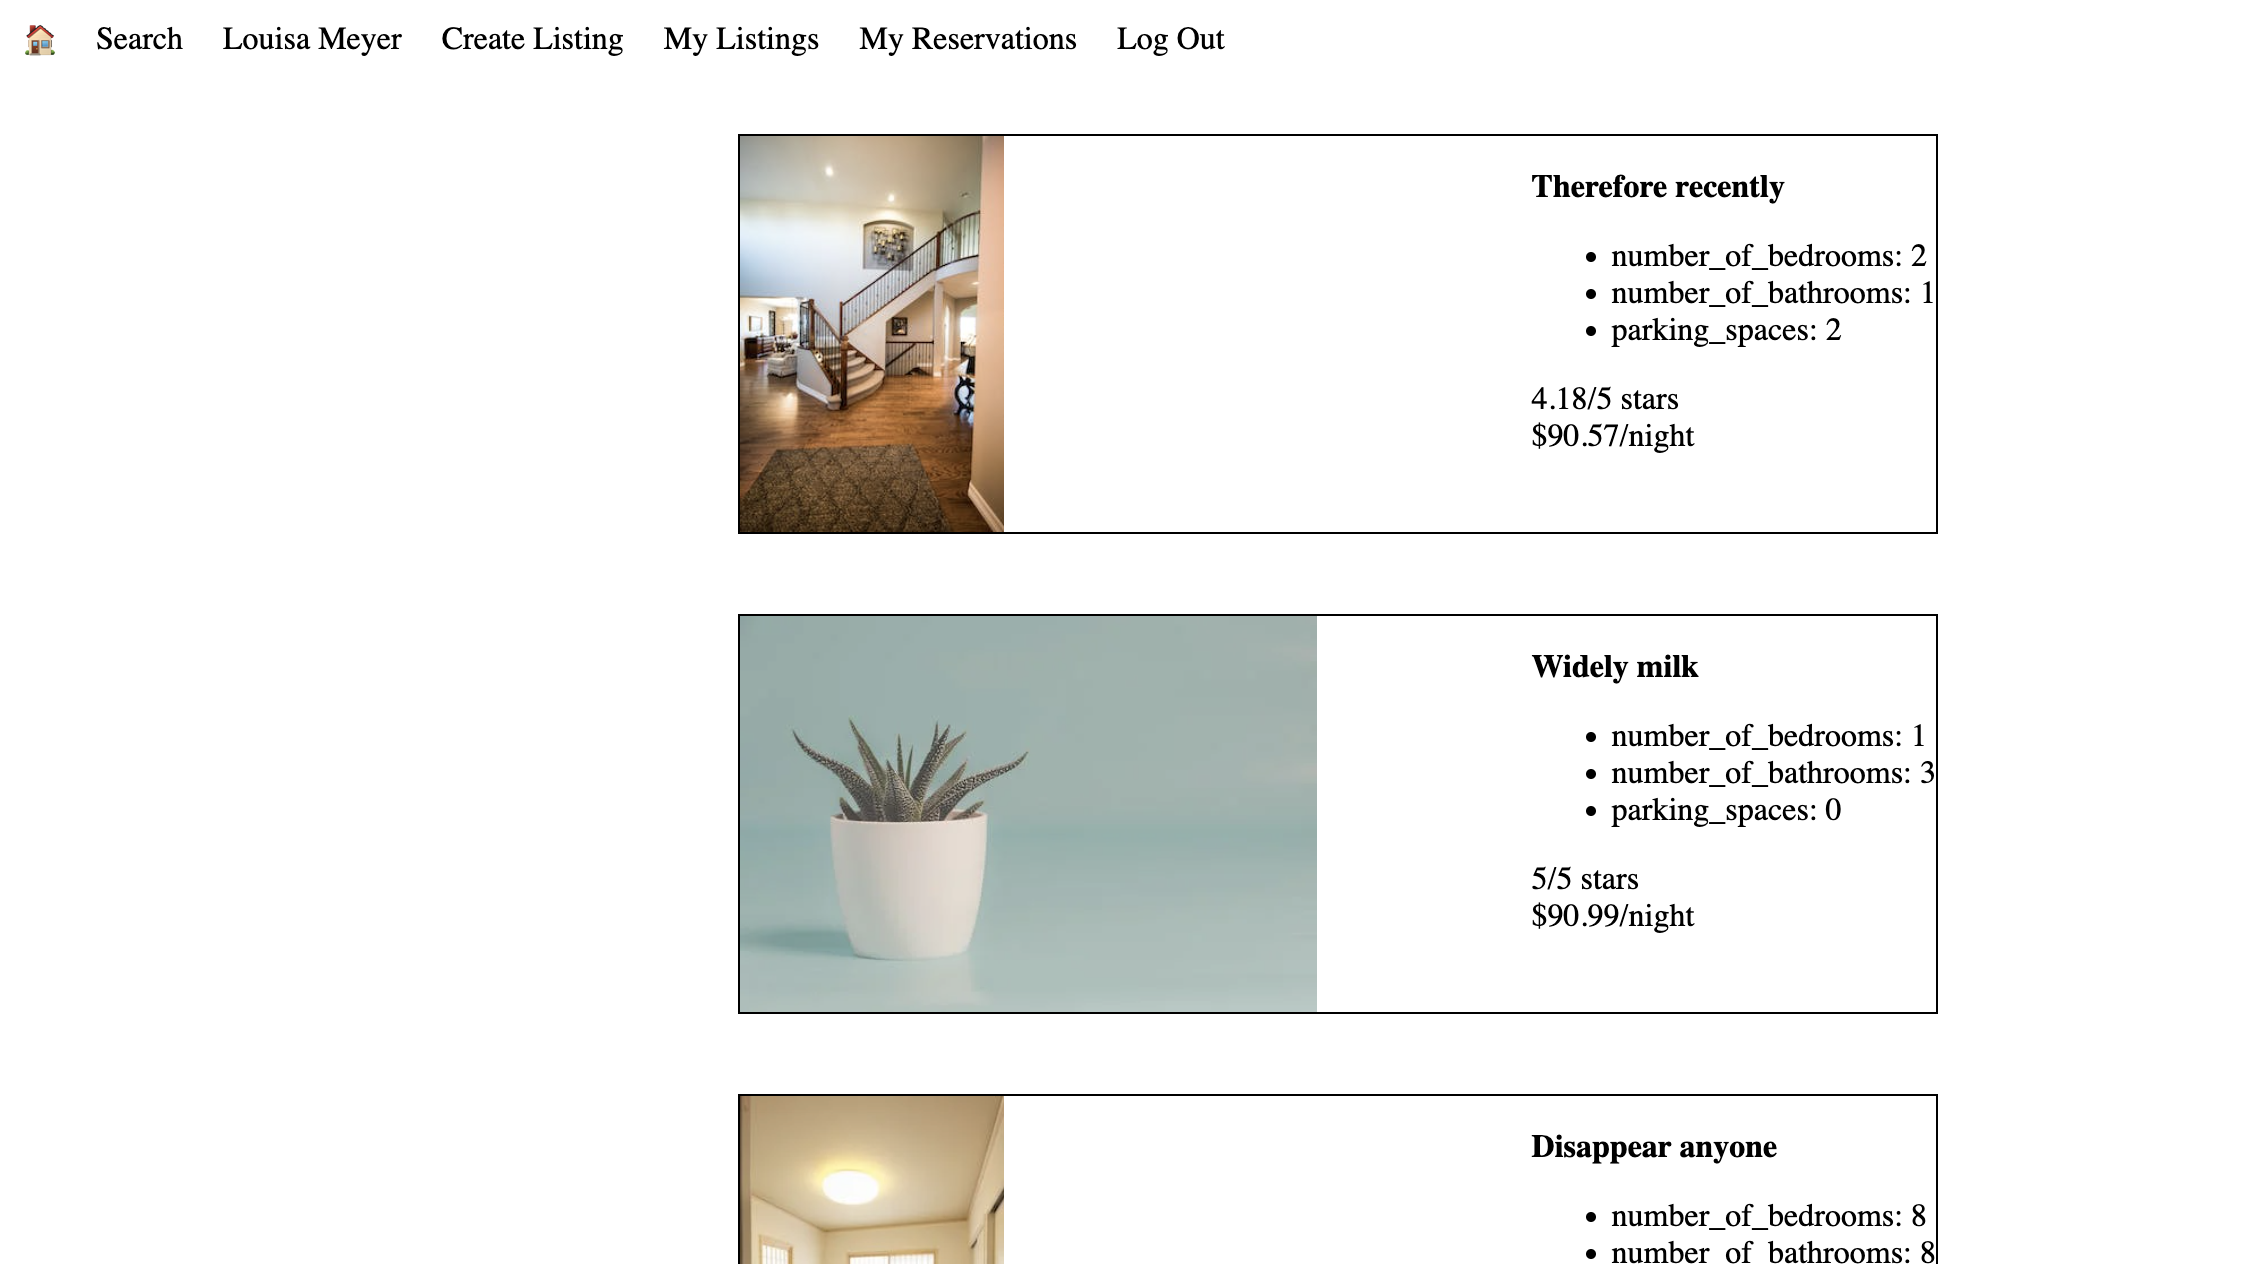 Search Louisa Meyer Create Listing My Listings My Reservations Log Out
Therefore recently
number_of_bedrooms: 2
number_of_bathrooms: 1
parking_spaces: 2
4.18/5 stars
$90.57/night
Widely milk
number_of_bedrooms: 1
number_of_bathrooms: 3
parking_spaces: 0
5/5 stars
$90.99/night
Disappear anyone
number_of_bedrooms: 8
number_of_bathrooms: 8